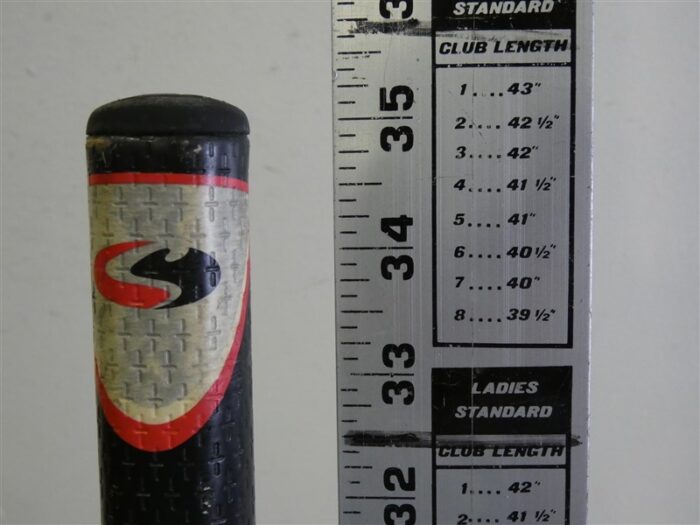 STANDARD
CLUB LENGTH
1....43"
2....42 1/2"
3....42"
4....41 1/2"
5....41"
6....40 1/2"
7....40"
8....39 1/2"
LADIES
STANDARD
CLUB LENGTH
1....42"
2....41 1/2"
35
34
33
32
S